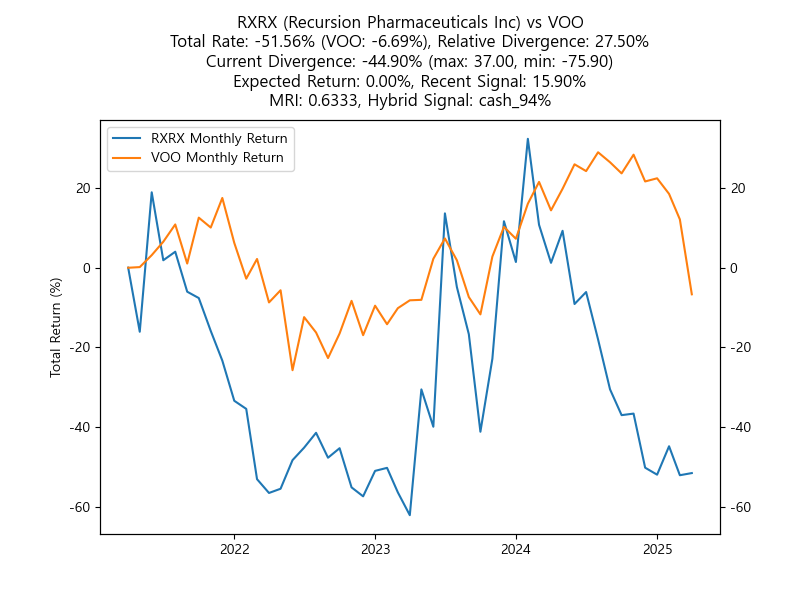 RXRX (Recursion Pharmaceuticals Inc) vs VOO
Total Rate: -51.56% (VOO: -6.69%), Relative Divergence: 27.50%
Current Divergence: -44.90% (max: 37.00, min: -75.90)
Expected Return: 0.00%, Recent Signal: 15.90%
MRI: 0.6333, Hybrid Signal: cash_94%
RXRX Monthly Return
VOO Monthly Return
Total Return (%)
20
0
-20
-40
-60
20
0
-20
-40
-60
2022
2023
2024
2025